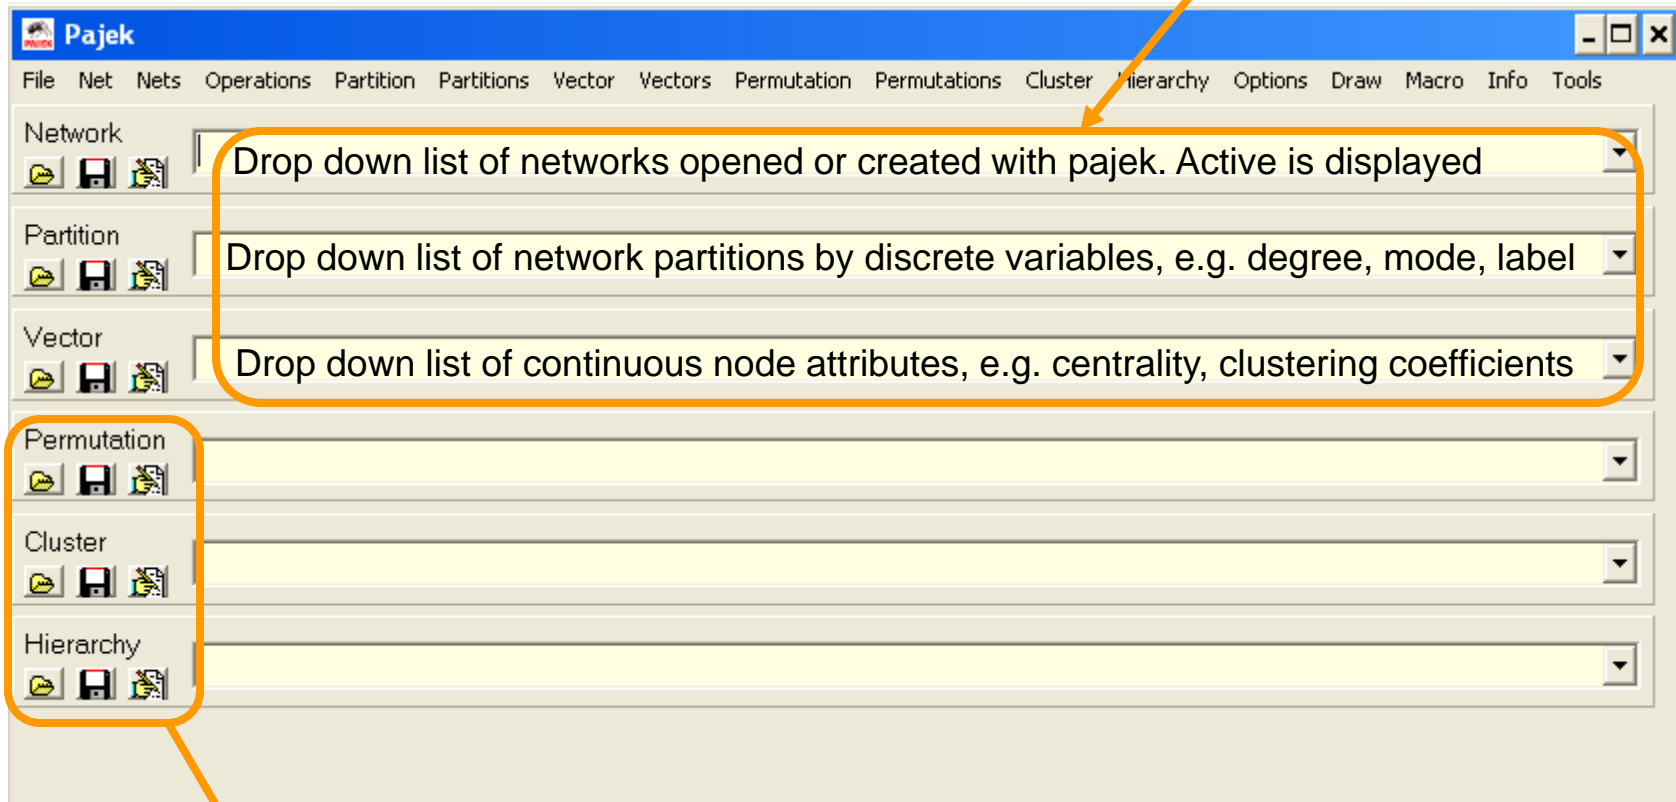 Pajek
File Net Nets Operations Partition Partitions Vector Vectors Permutation Permutations Cluster Hierarchy Options Draw Macro Info Tools
Network
Drop down list of networks opened or created with pajek. Active is displayed
Partition
Drop down list of network partitions by discrete variables, e.g. degree, mode, label
Vector
Drop down list of continuous node attributes, e.g. centrality, clustering coefficients
Permutation
Cluster
Hierarchy